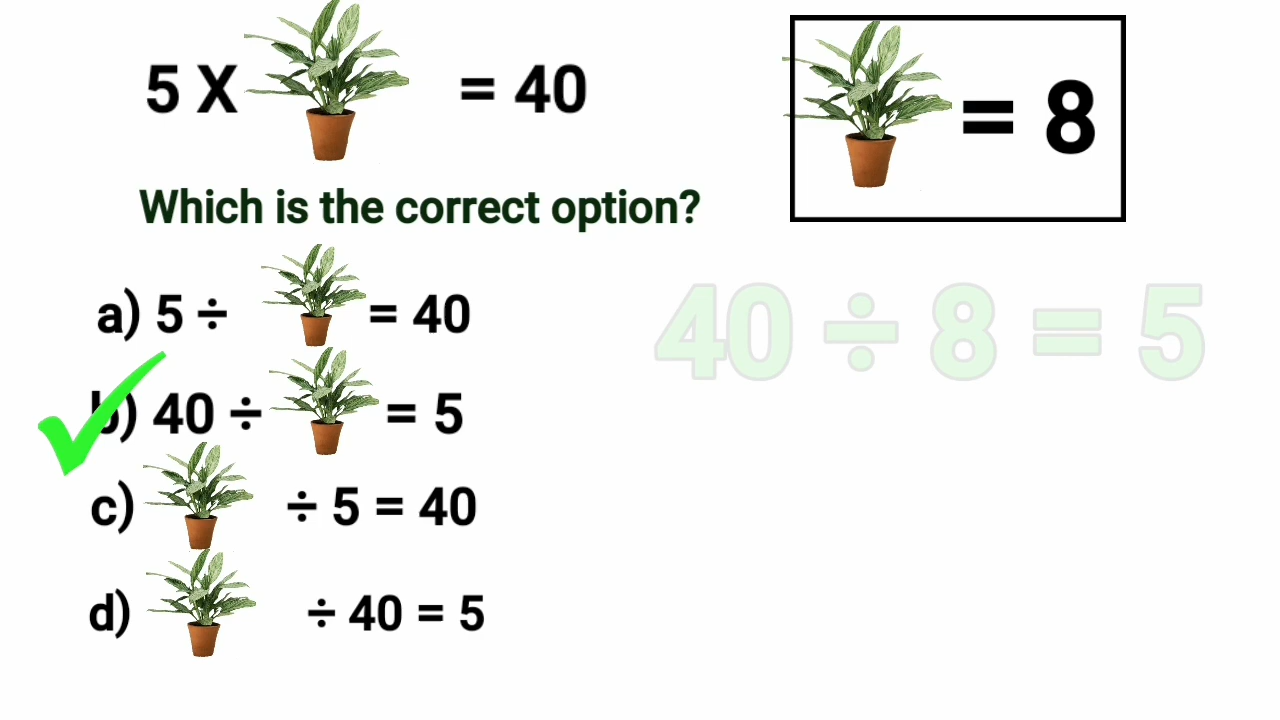 5 X = 40
= 8
Which is the correct option?
a) 5 ÷ = 40
40 ÷ 8 = 5
b) 40 ÷ = 5
c) ÷ 5 = 40
d) ÷ 40 = 5